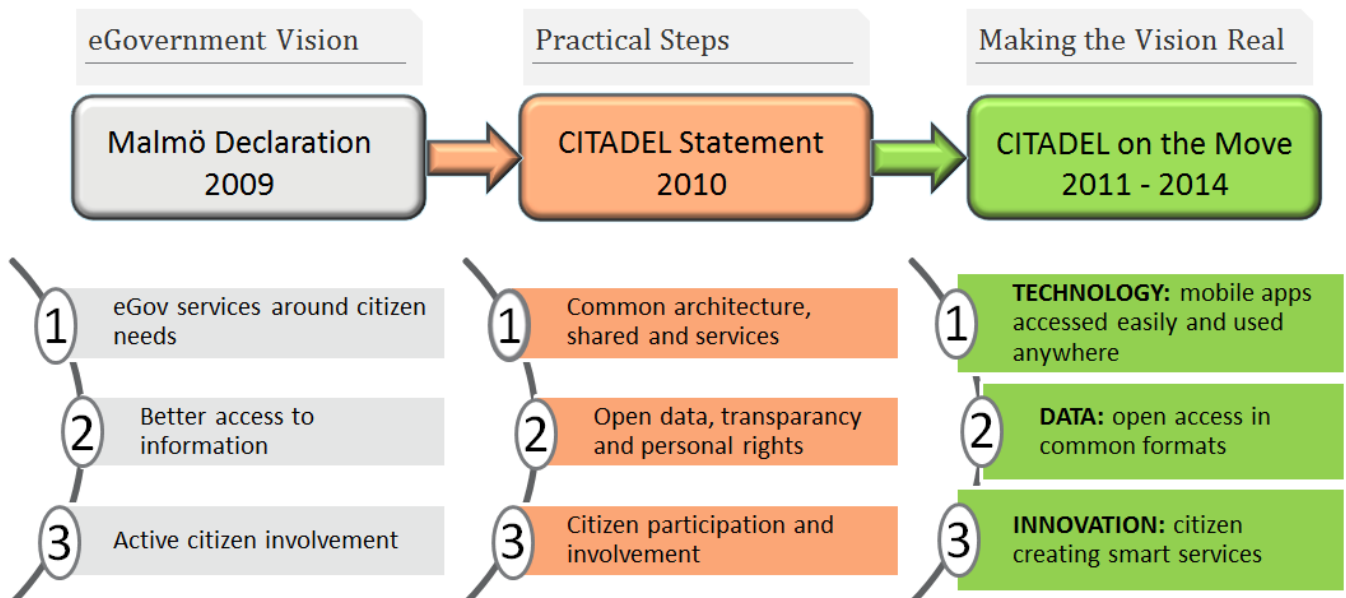 eGovernment Vision
Malmö Declaration
2009
1
eGov services around citizen
needs
2
Better access to
information
3
Active citizen involvement
Practical Steps
CITADEL Statement
2010
1
Common architecture,
shared and services
2
Open data, transparancy
and personal rights
3
Citizen participation and
involvement
Making the Vision Real
CITADEL on the Move
2011 - 2014
1
TECHNOLOGY: mobile apps
accessed easily and used
anywhere
2
DATA: open access in
common formats
3
INNOVATION: citizen
creating smart services